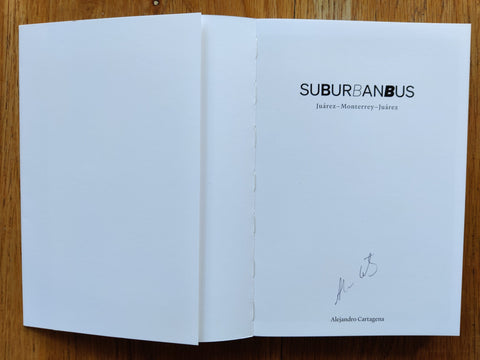 SUBURBANBUS
Juárez–Monterrey–Juárez
Alejandro Cartagena